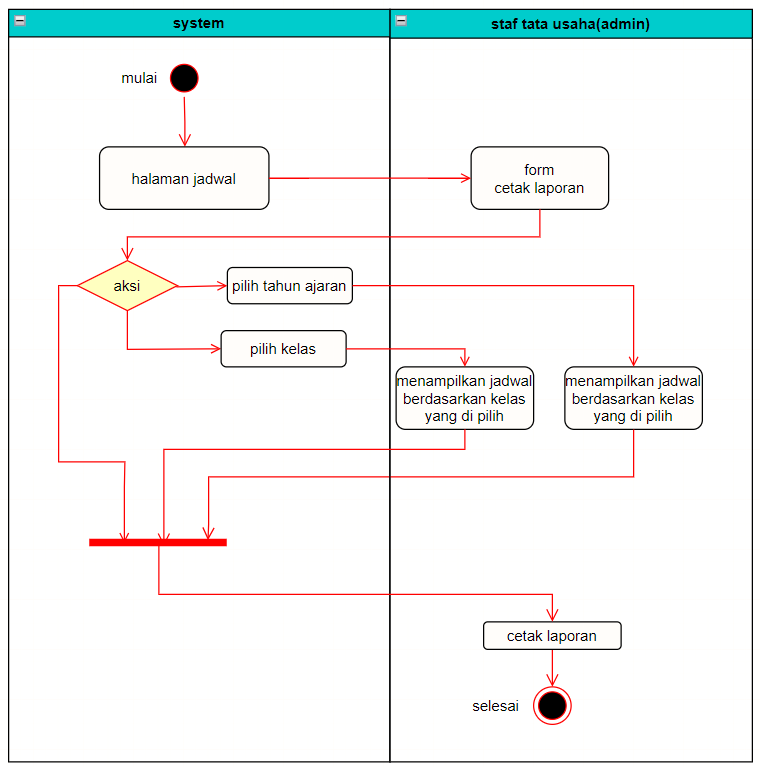 system
staf tata usaha(admin)
mulai
halaman jadwal
form
cetak laporan
aksi
pilih tahun ajaran
pilih kelas
menampilkan jadwal
berdasarkan kelas
yang di pilih
menampilkan jadwal
berdasarkan kelas
yang di pilih
cetak laporan
selesai